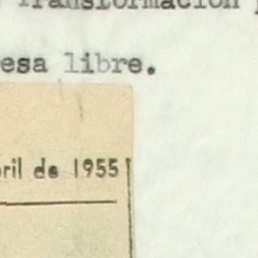 Transformación
esa libre.
ril de 1955